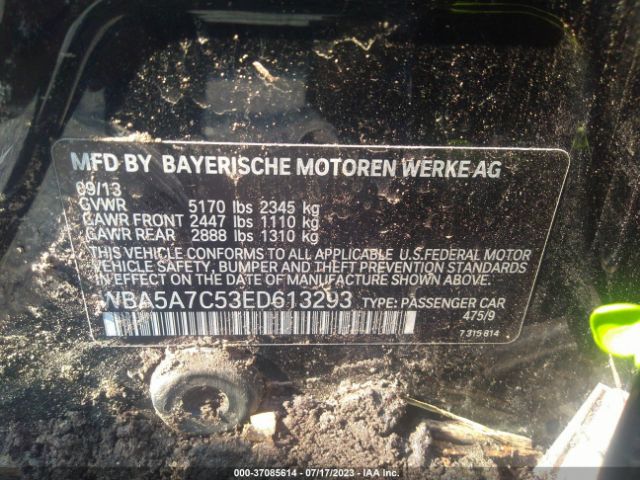 MFD BY BAYERISCHE MOTOREN WERKE AG
09/13
GVWR 5170 lbs 2345 kg
GAWR FRONT 2447 lbs 1110 kg
GAWR REAR 2888 lbs 1310 kg
THIS VEHICLE CONFORMS TO ALL APPLICABLE U.S.FEDERAL MOTOR
VEHICLE SAFETY, BUMPER, AND THEFT PREVENTION STANDARDS
IN EFFECT ON THE DATE OF MANUFACTURE SHOWN ABOVE.
WBA5A7C53ED613293 TYPE: PASSENGER CAR
475/9
7 315 814
000-37085614 - 07/17/2023 - IAA Inc.